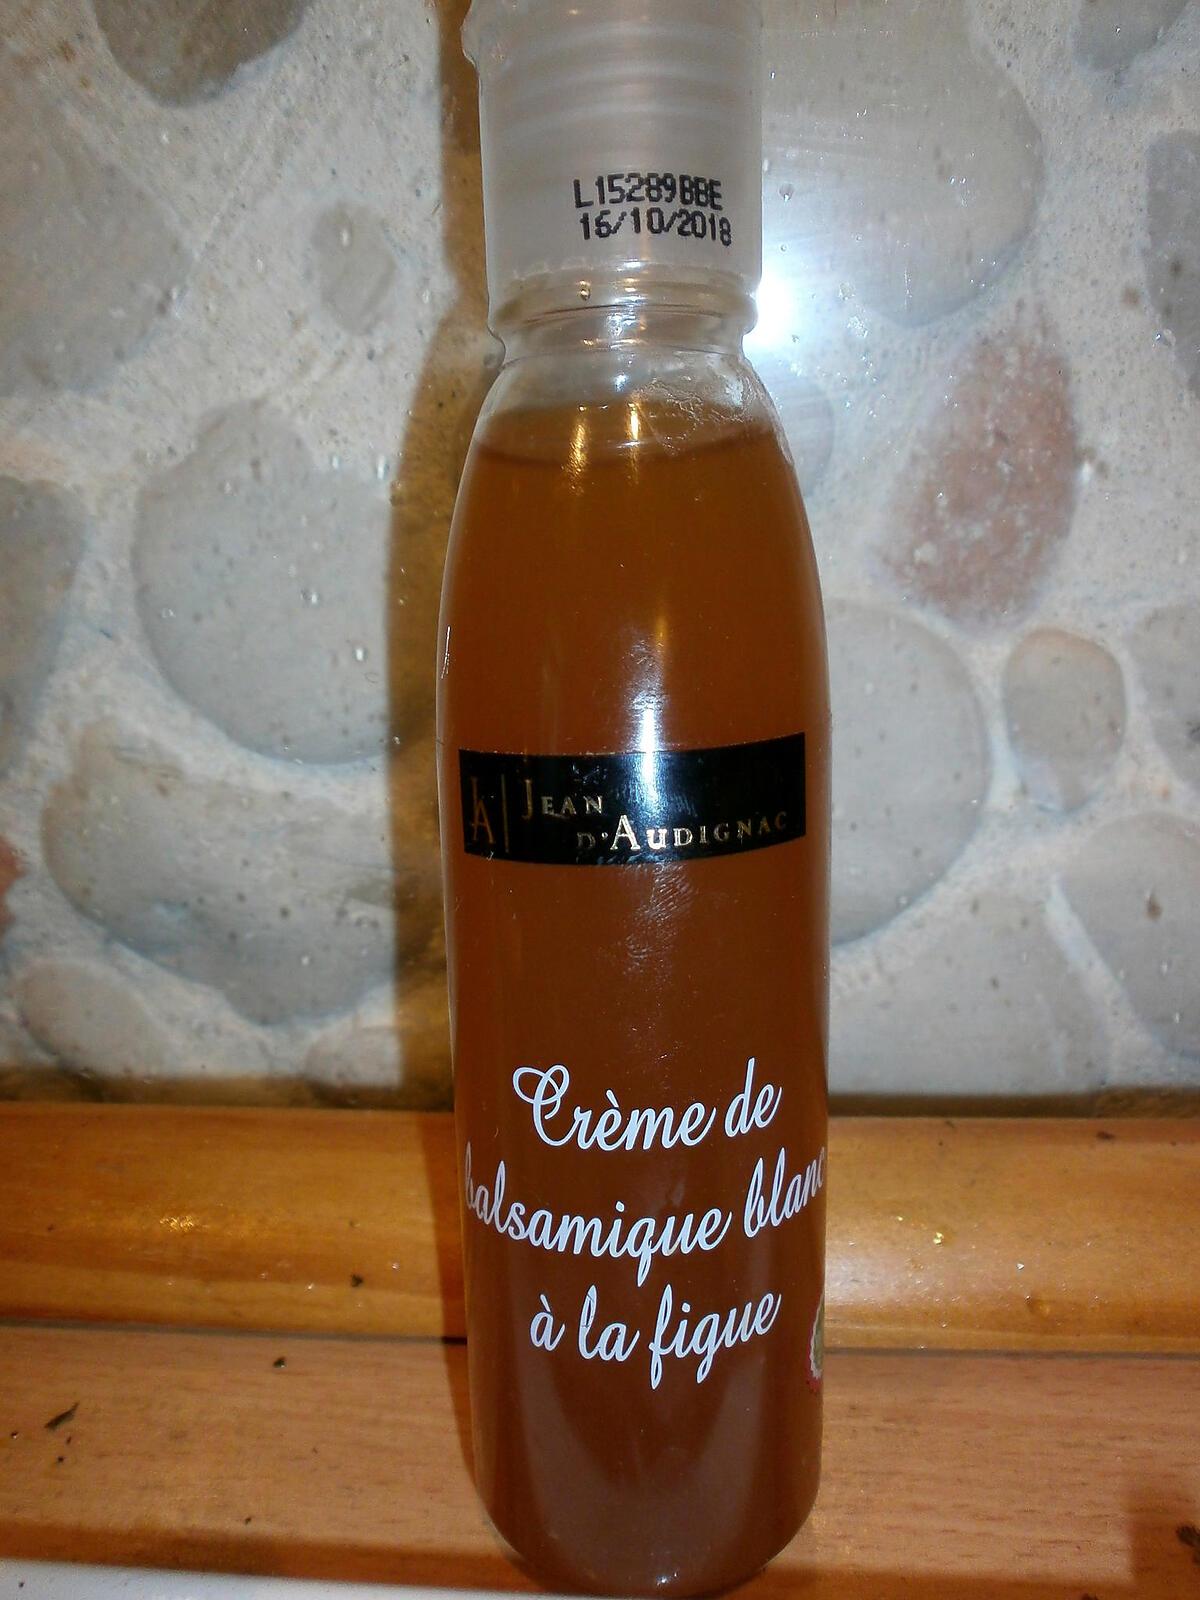 L15289BBE
16/10/2018
JA
JEAN
D'AUDIGNAC
Crème de
balsamique blanc
à la figue